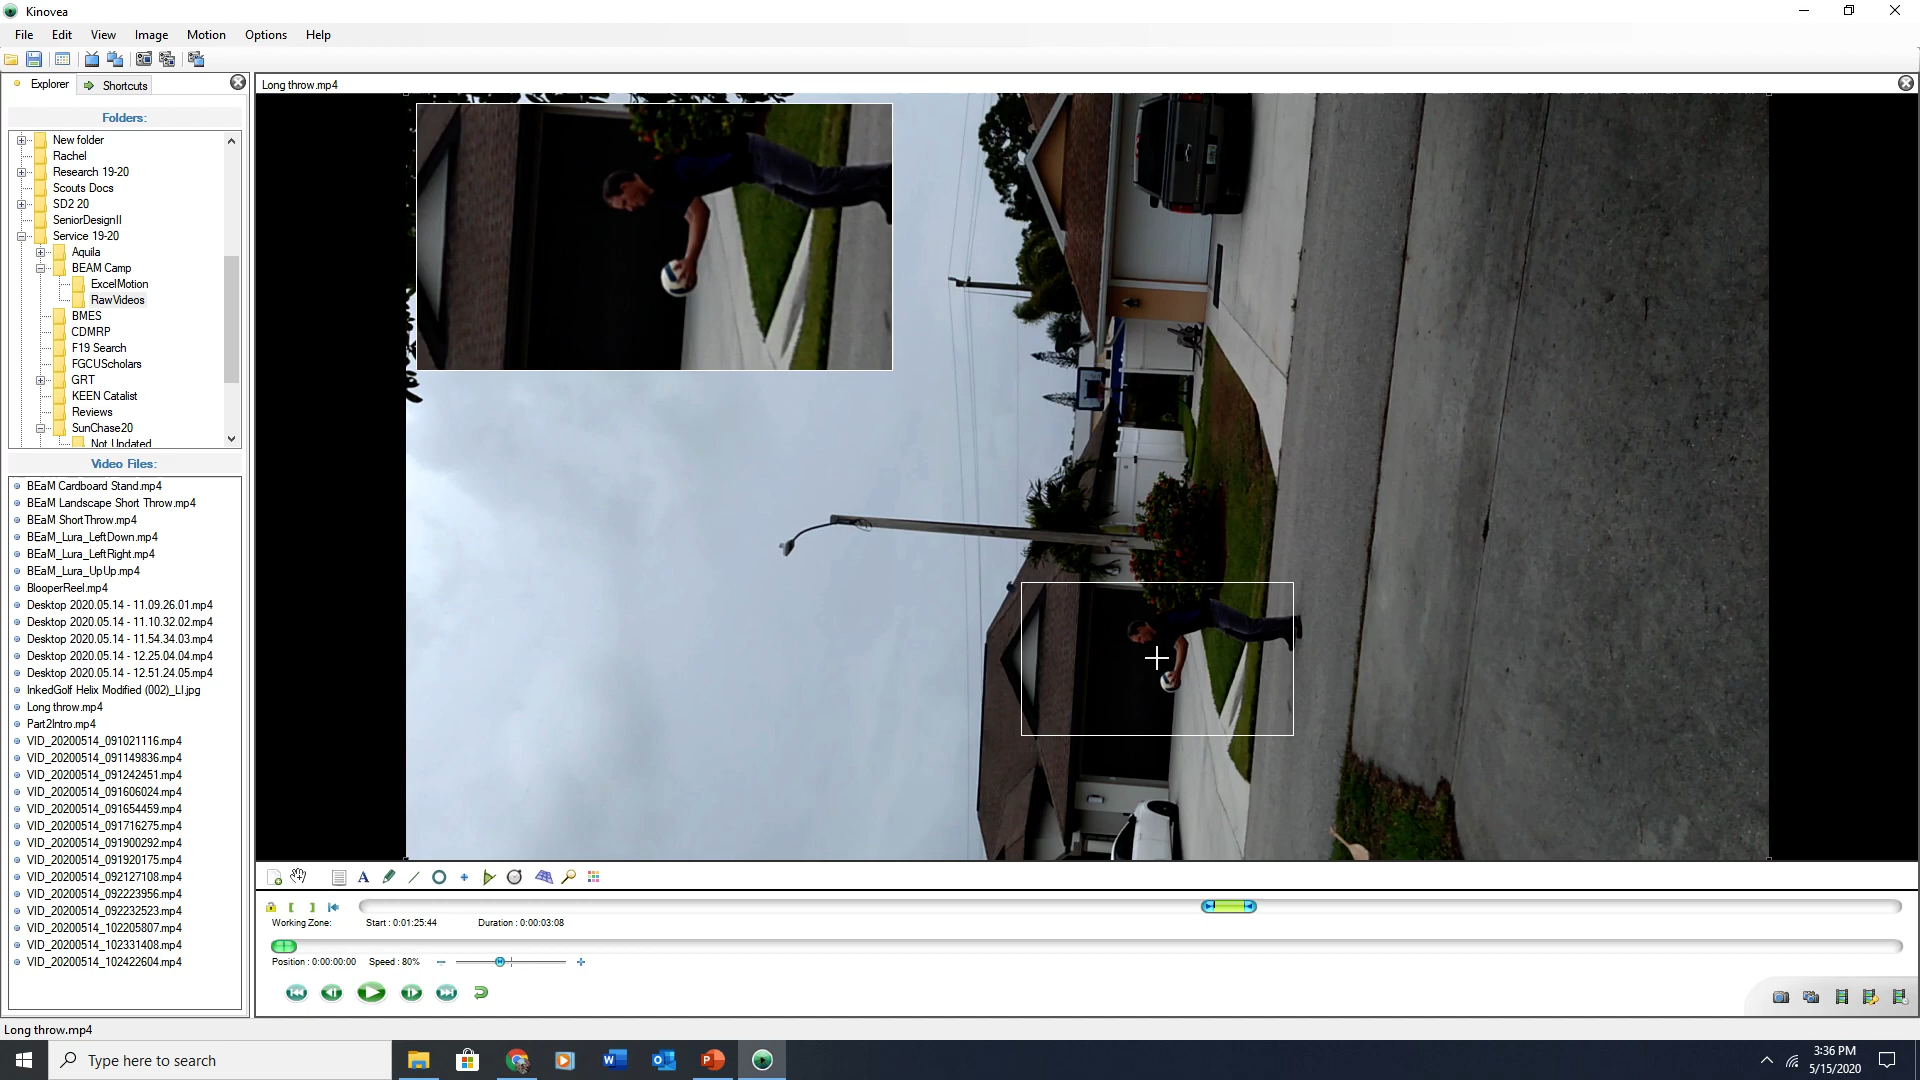 Kinovea
File Edit View Image Motion Options Help
Explorer Shortcuts
Folders:
New folder
Rachel
Research 19-20
Scouts Docs
SD2 20
SeniorDesignII
Service 19-20
Aquila
BEAM Camp
ExcelMotion
RawVideos
BMES
CDMRP
F19 Search
FGCUScholars
GRT
KEEN Catalist
Reviews
SunChase20
Not Updated
Video Files:
BEaM Cardboard Stand.mp4
BEaM Landscape Short Throw.mp4
BEaM ShortThrow.mp4
BEaM_Lura_LeftDown.mp4
BEaM_Lura_LeftRight.mp4
BEaM_Lura_UpUp.mp4
BlooperReel.mp4
Desktop 2020.05.14 - 11.09.26.01.mp4
Desktop 2020.05.14 - 11.10.32.02.mp4
Desktop 2020.05.14 - 11.54.34.03.mp4
Desktop 2020.05.14 - 12.25.04.04.mp4
Desktop 2020.05.14 - 12.51.24.05.mp4
InkedGolf Helix Modified (002)_LI.jpg
Long throw.mp4
Part2Intro.mp4
VID_20200514_091021116.mp4
VID_20200514_091149836.mp4
VID_20200514_091242451.mp4
VID_20200514_091606024.mp4
VID_20200514_091654459.mp4
VID_20200514_091716275.mp4
VID_20200514_091900292.mp4
VID_20200514_091920175.mp4
VID_20200514_092127108.mp4
VID_20200514_092223956.mp4
VID_20200514_092232523.mp4
VID_20200514_102205807.mp4
VID_20200514_102331408.mp4
VID_20200514_102422604.mp4
Long throw.mp4
Working Zone: Start : 0:01:25:44 Duration : 0:00:03:08
Position : 0:00:00:00 Speed : 80%
Long throw.mp4
Type here to search
3:36 PM
5/15/2020